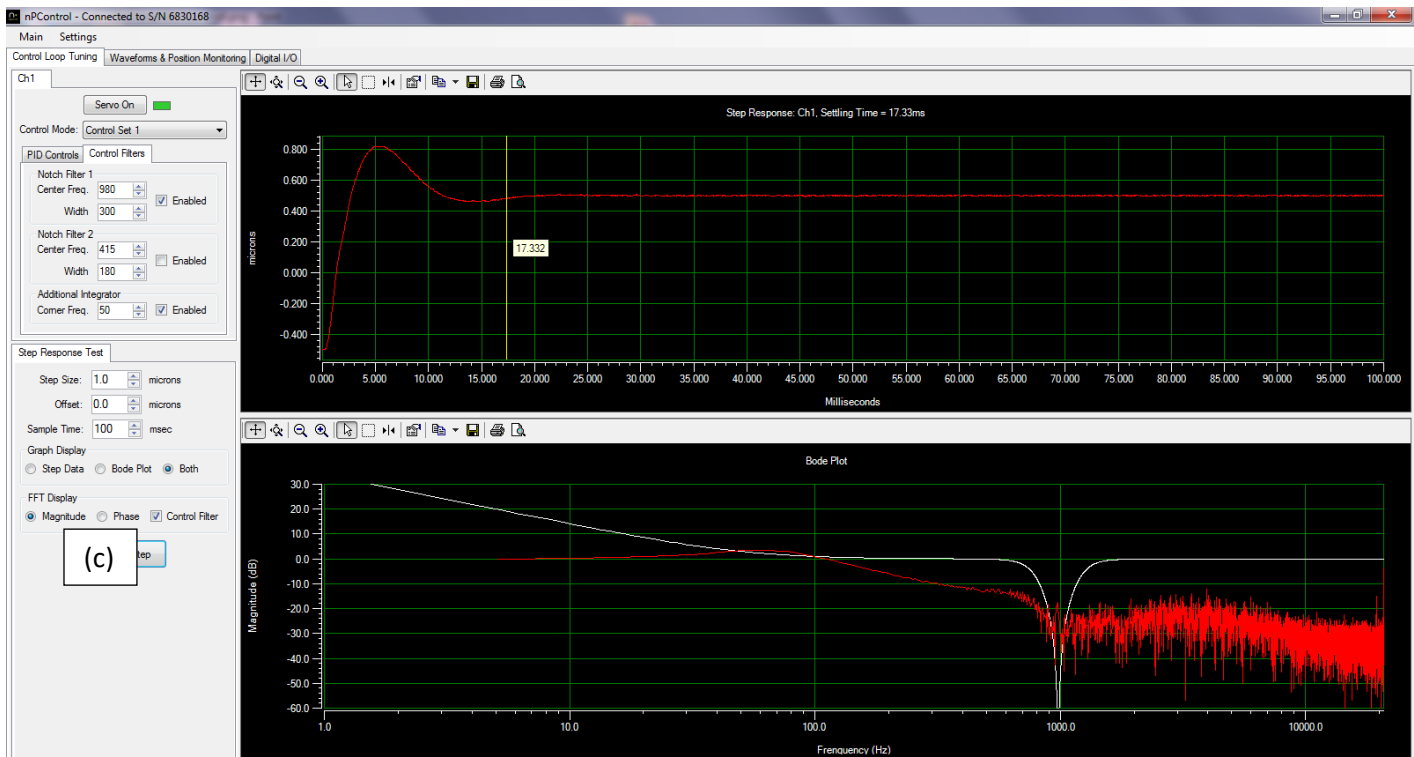 nPControl - Connected to S/N 6830168
Main Settings
Control Loop Tuning Waveforms & Position Monitoring Digital I/O
Ch1
Servo On
Control Mode: Control Set 1
PID Controls Control Filters
Notch Filter 1
Center Freq. 980
Enabled
Width 300
Notch Filter 2
Center Freq. 415
Enabled
Width 180
Additional Integrator
Corner Freq. 50 Enabled
Step Response Test
Step Size: 1.0 microns
Offset: 0.0 microns
Sample Time: 100 msec
Graph Display
Step Data Bode Plot Both
FFT Display
Magnitude Phase Control Filter
(c)
tep
Step Response: Ch1, Settling Time = 17.33ms
microns
0.800
0.600
0.400
0.200
0.000
-0.200
-0.400
17.332
0.000 5.000 10.000 15.000 20.000 25.000 30.000 35.000 40.000 45.000 50.000 55.000 60.000 65.000 70.000 75.000 80.000 85.000 90.000 95.000 100.000
Milliseconds
Bode Plot
Magnitude (dB)
30.0
20.0
10.0
0.0
-10.0
-20.0
-30.0
-40.0
-50.0
-60.0
1.0 10.0 100.0 1000.0 10000.0
Frequency (Hz)